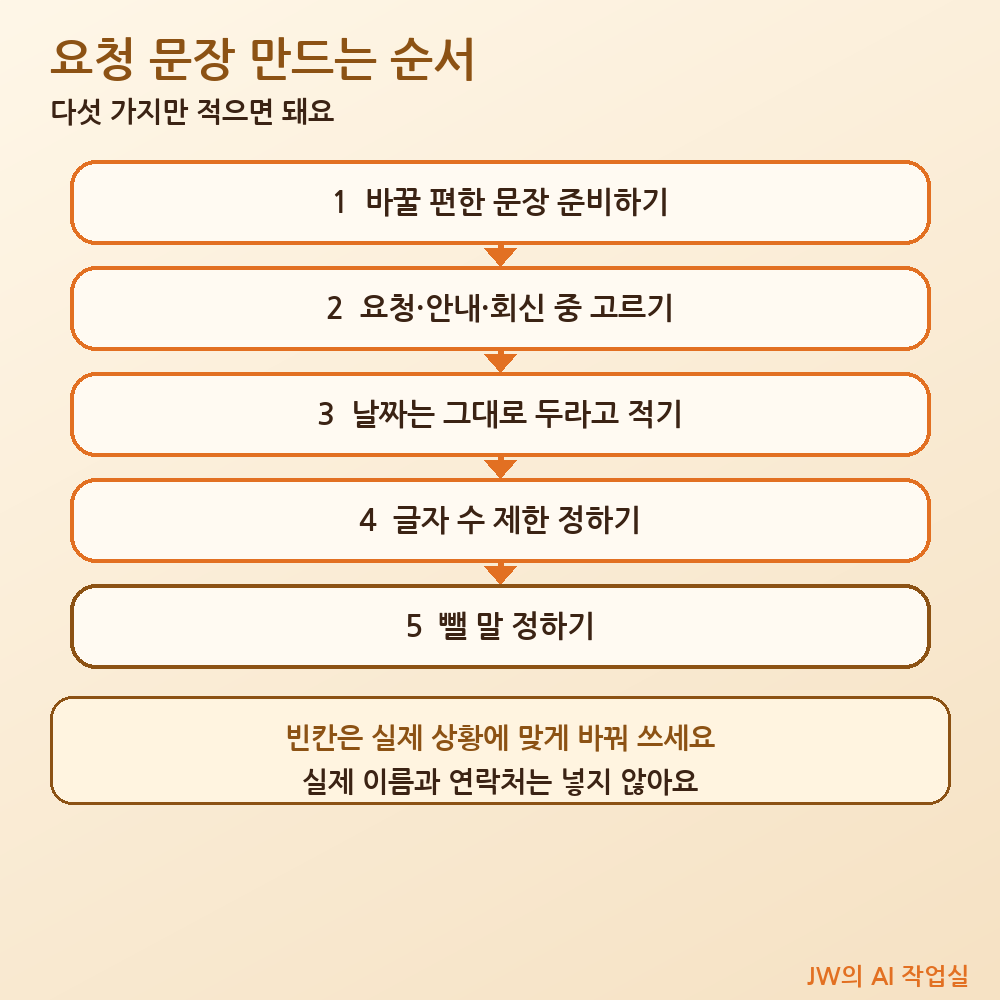 요청 문장 만드는 순서
다섯 가지만 적으면 돼요
1 바꿀 편한 문장 준비하기
2 요청·안내·회신 중 고르기
3 날짜는 그대로 두라고 적기
4 글자 수 제한 정하기
5 뺄 말 정하기
빈칸은 실제 상황에 맞게 바꿔 쓰세요
실제 이름과 연락처는 넣지 않아요
JW의 AI 작업실